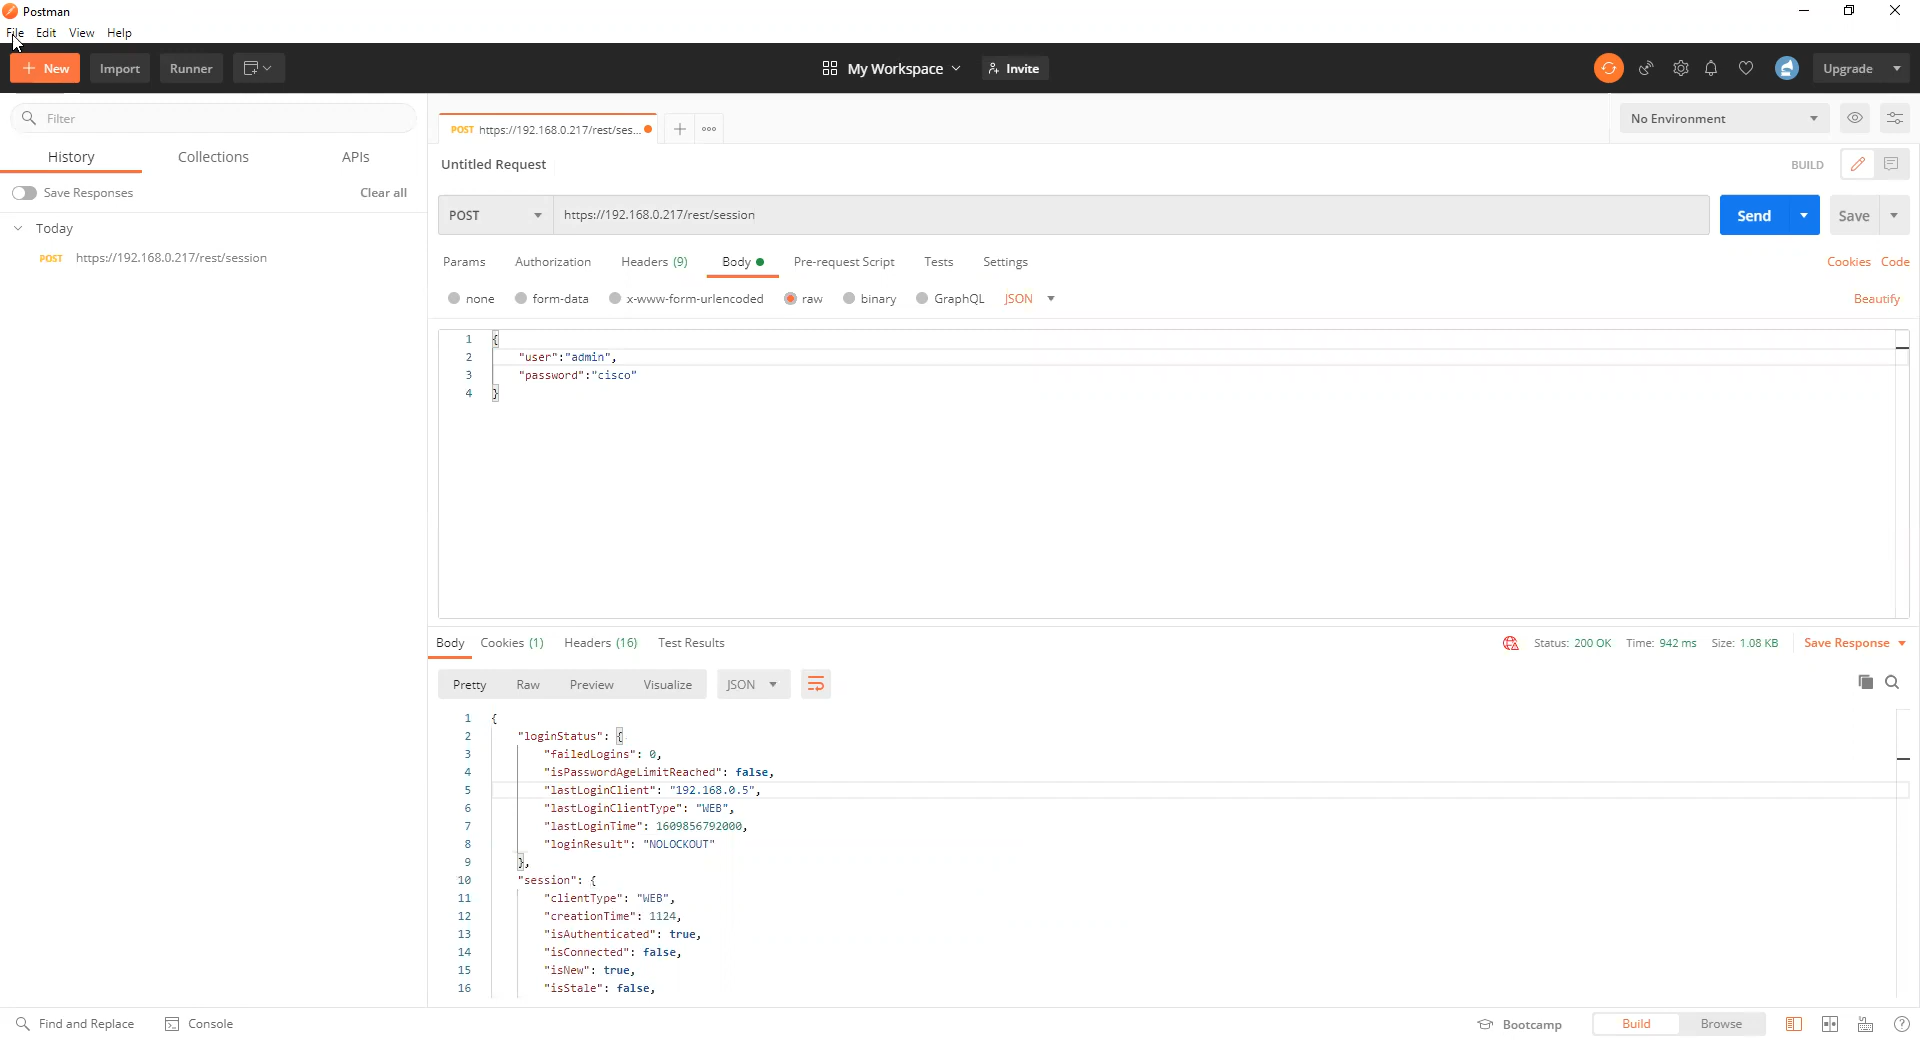 Postman
File Edit View Help
New Import Runner My Workspace Invite Upgrade
Filter
POST https://192.168.0.217/rest/ses...
No Environment
History Collections APIs
Untitled Request
BUILD
Save Responses Clear all
POST https://192.168.0.217/rest/session
Send Save
Today
POST https://192.168.0.217/rest/session
Params Authorization Headers (9) Body Pre-request Script Tests Settings
Cookies Code
none form-data x-www-form-urlencoded raw binary GraphQL JSON
Beautify
1 {
2 "user":"admin",
3 "password":"cisco"
4 }
Body Cookies (1) Headers (16) Test Results
Status: 200 OK Time: 942 ms Size: 1.08 KB Save Response
Pretty Raw Preview Visualize JSON
1 {
2 "loginStatus": {
3 "failedLogins": 0,
4 "isPasswordAgeLimitReached": false,
5 "lastLoginClient": "192.168.0.5",
6 "lastLoginClientType": "WEB",
7 "lastLoginTime": 1609856792000,
8 "loginResult": "NOLOCKOUT"
9 },
10 "session": {
11 "clientType": "WEB",
12 "creationTime": 1124,
13 "isAuthenticated": true,
14 "isConnected": false,
15 "isNew": true,
16 "isStale": false,
Find and Replace Console
Bootcamp Build Browse